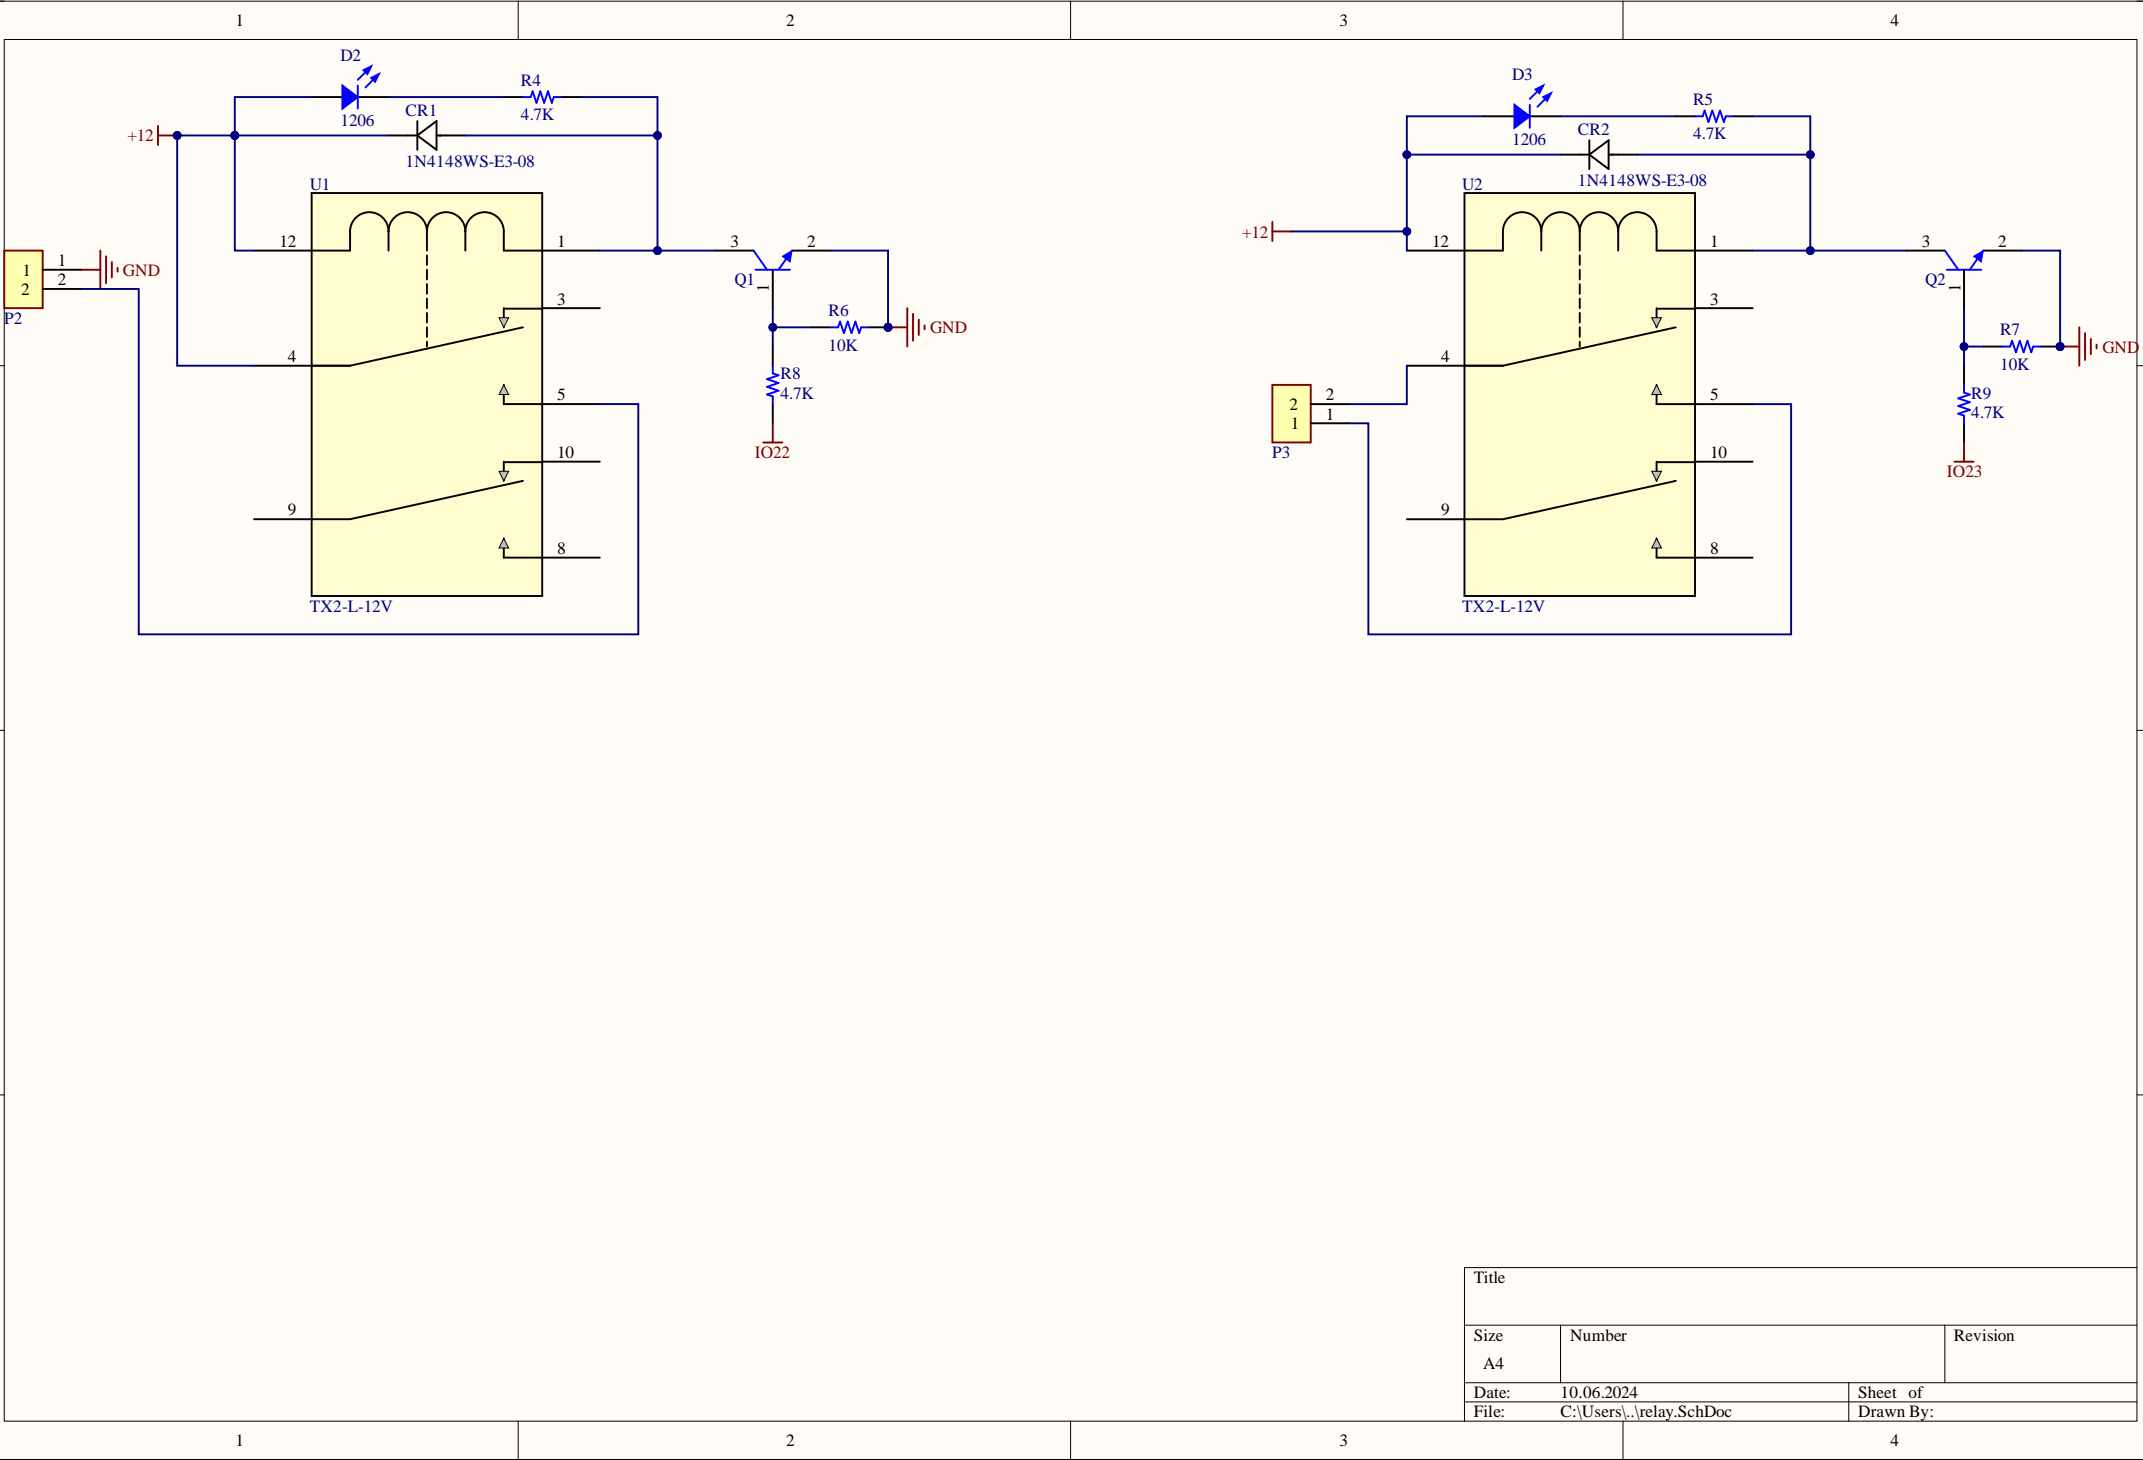 1 2 3 4
D2
R4
1206
4.7K
CR1
+12
1N4148WS-E3-08
U1
12 1
3
4
5
10
9
8
TX2-L-12V
1 1
2 2
GND
P2
3 2
Q1
1
R6
10K
GND
R8
4.7K
IO22
D3
R5
1206
4.7K
CR2
1N4148WS-E3-08
U2
+12
12 1
3
4
5
10
9
8
TX2-L-12V
2 2
1 1
P3
3 2
Q2
1
R7
10K
GND
R9
4.7K
IO23
Title
Size Number Revision
A4
Date: 10.06.2024 Sheet of
File: C:\Users\..\relay.SchDoc Drawn By:
1 2 3 4